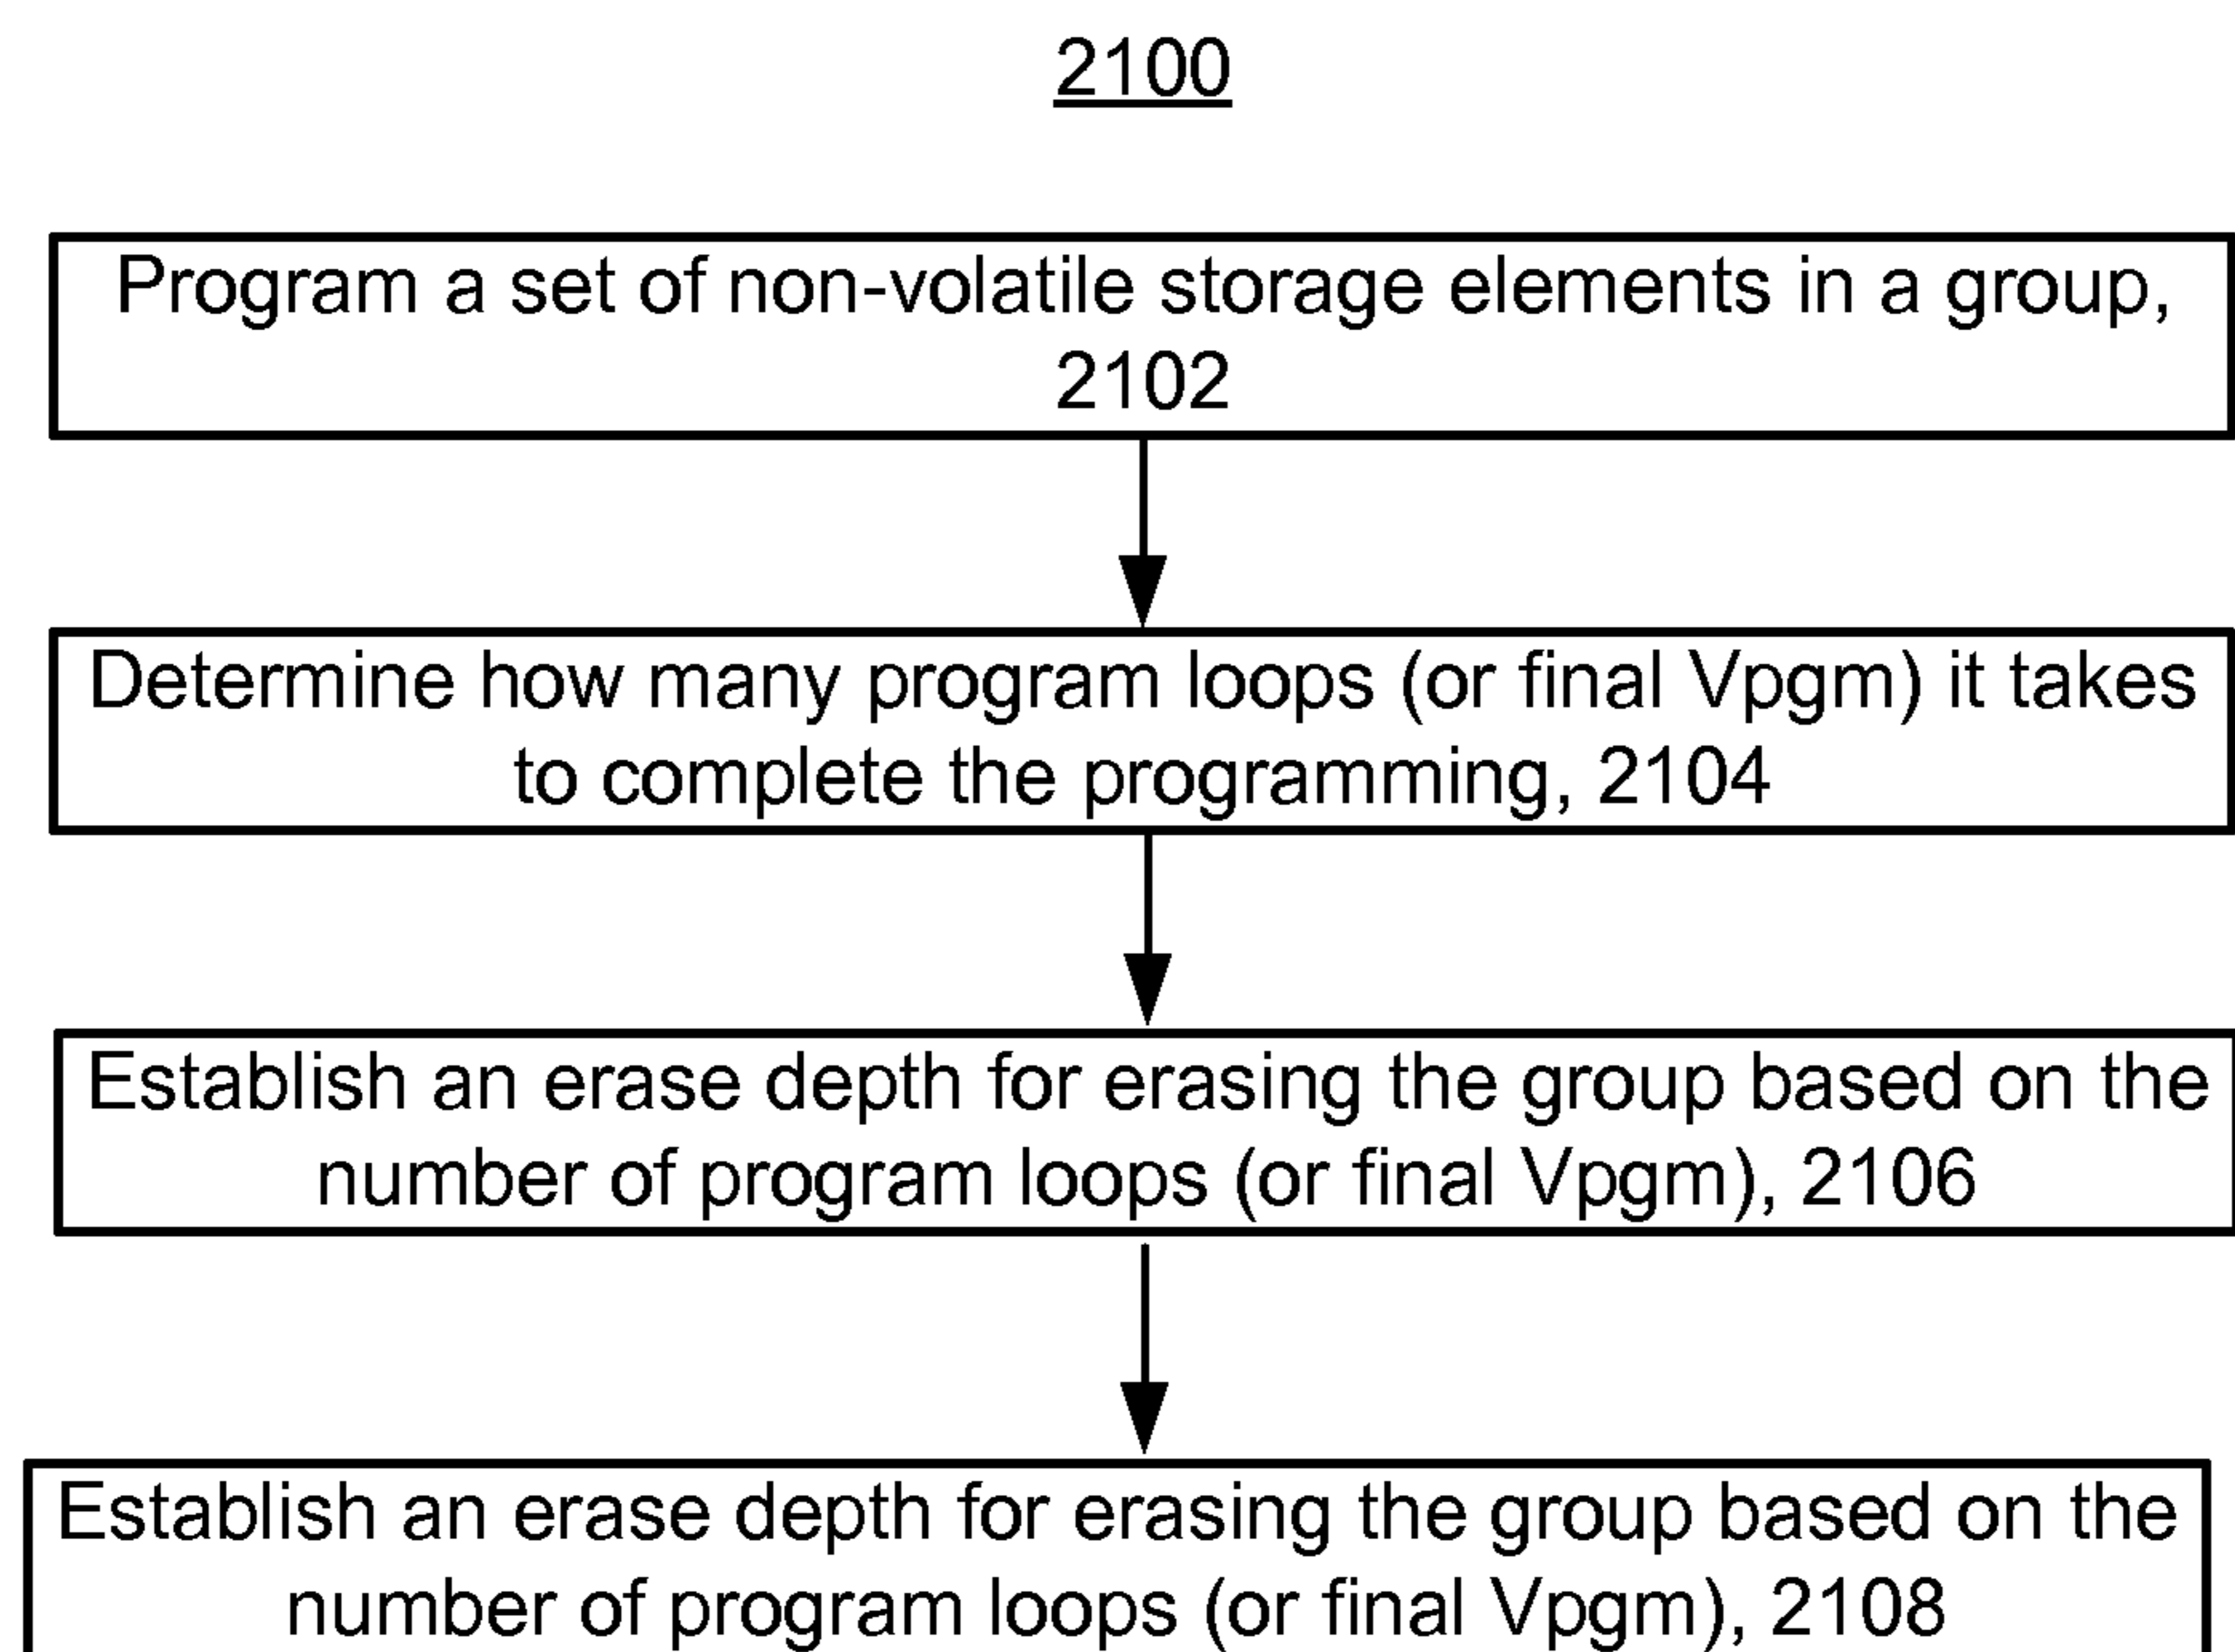 2100
Program a set of non-volatile storage elements in a group,
2102
Determine how many program loops (or final Vpgm) it takes
to complete the programming, 2104
Establish an erase depth for erasing the group based on the
number of program loops (or final Vpgm), 2106
Establish an erase depth for erasing the group based on the
number of program loops (or final Vpgm), 2108